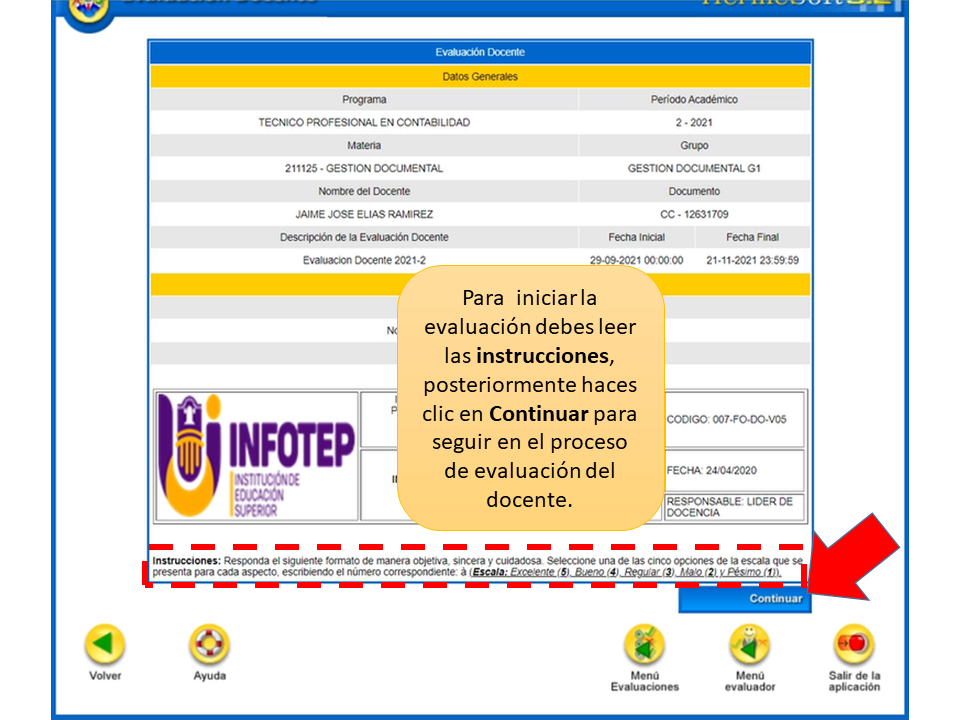 Evaluación Docente
HermeSoft 3.2
Evaluación Docente
Datos Generales
Programa Período Académico
TECNICO PROFESIONAL EN CONTABILIDAD 2 - 2021
Materia Grupo
211125 - GESTION DOCUMENTAL GESTION DOCUMENTAL G1
Nombre del Docente Documento
JAIME JOSE ELIAS RAMIREZ CC - 12631709
Descripción de la Evaluación Docente Fecha Inicial Fecha Final
Evaluacion Docente 2021-2 29-09-2021 00:00:00 21-11-2021 23:59:59
Para iniciar la
evaluación debes leer
las instrucciones,
posteriormente haces
clic en Continuar para
seguir en el proceso
de evaluación del
docente.
INFOTEP
INSTITUCIÓN DE
EDUCACIÓN
SUPERIOR
CODIGO: 007-FO-DO-V05
FECHA: 24/04/2020
RESPONSABLE: LIDER DE
DOCENCIA
Instrucciones: Responda el siguiente formato de manera objetiva, sincera y cuidadosa. Seleccione una de las cinco opciones de la escala que se
presenta para cada aspecto, escribiendo el número correspondiente: à (Escala: Excelente (5), Bueno (4), Regular (3), Malo (2) y Pésimo (1)).
Continuar
Volver
Ayuda
Menú
Evaluaciones
Menú
evaluador
Salir de la
aplicación